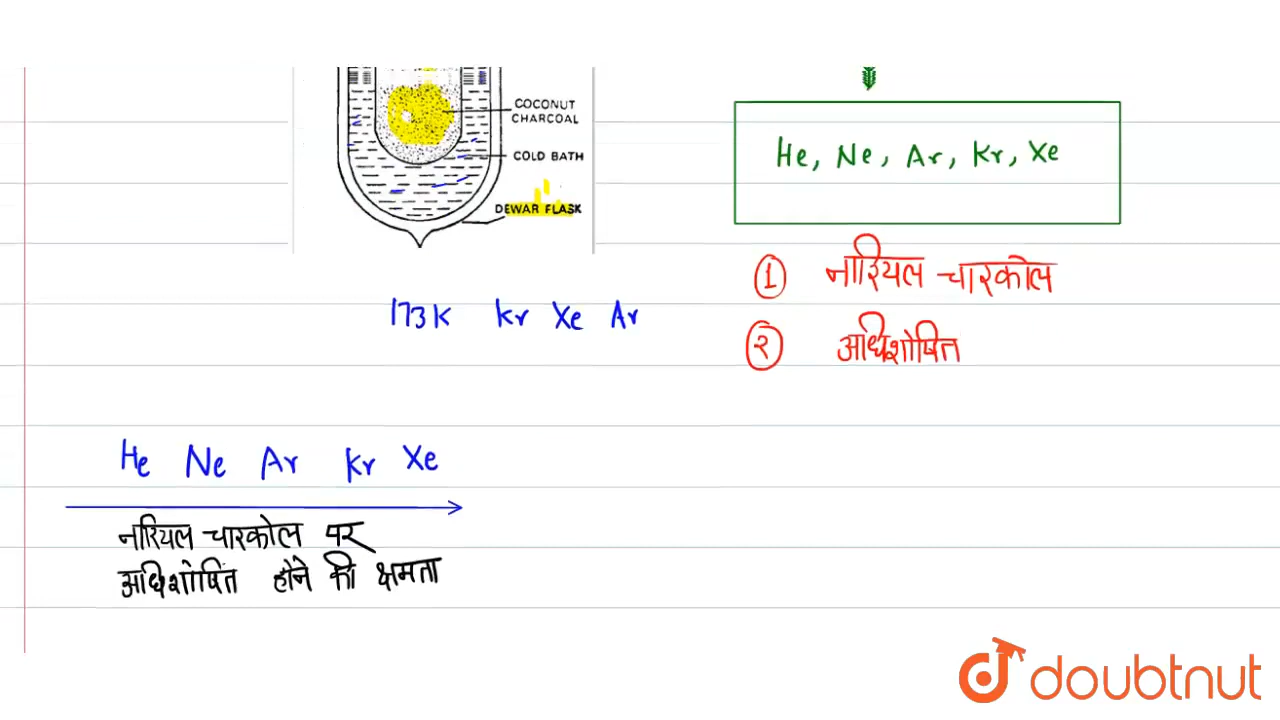 COCONUT
CHARCOAL
COLD BATH
DEWAR FLASK
He, Ne, Ar, Kr, Xe
① नारियल चारकोल
② अधिशोषित
173K Kr Xe Ar
He Ne Ar Kr Xe
नारियल चारकोल पर
अधिशोषित होने की क्षमता
doubtnut